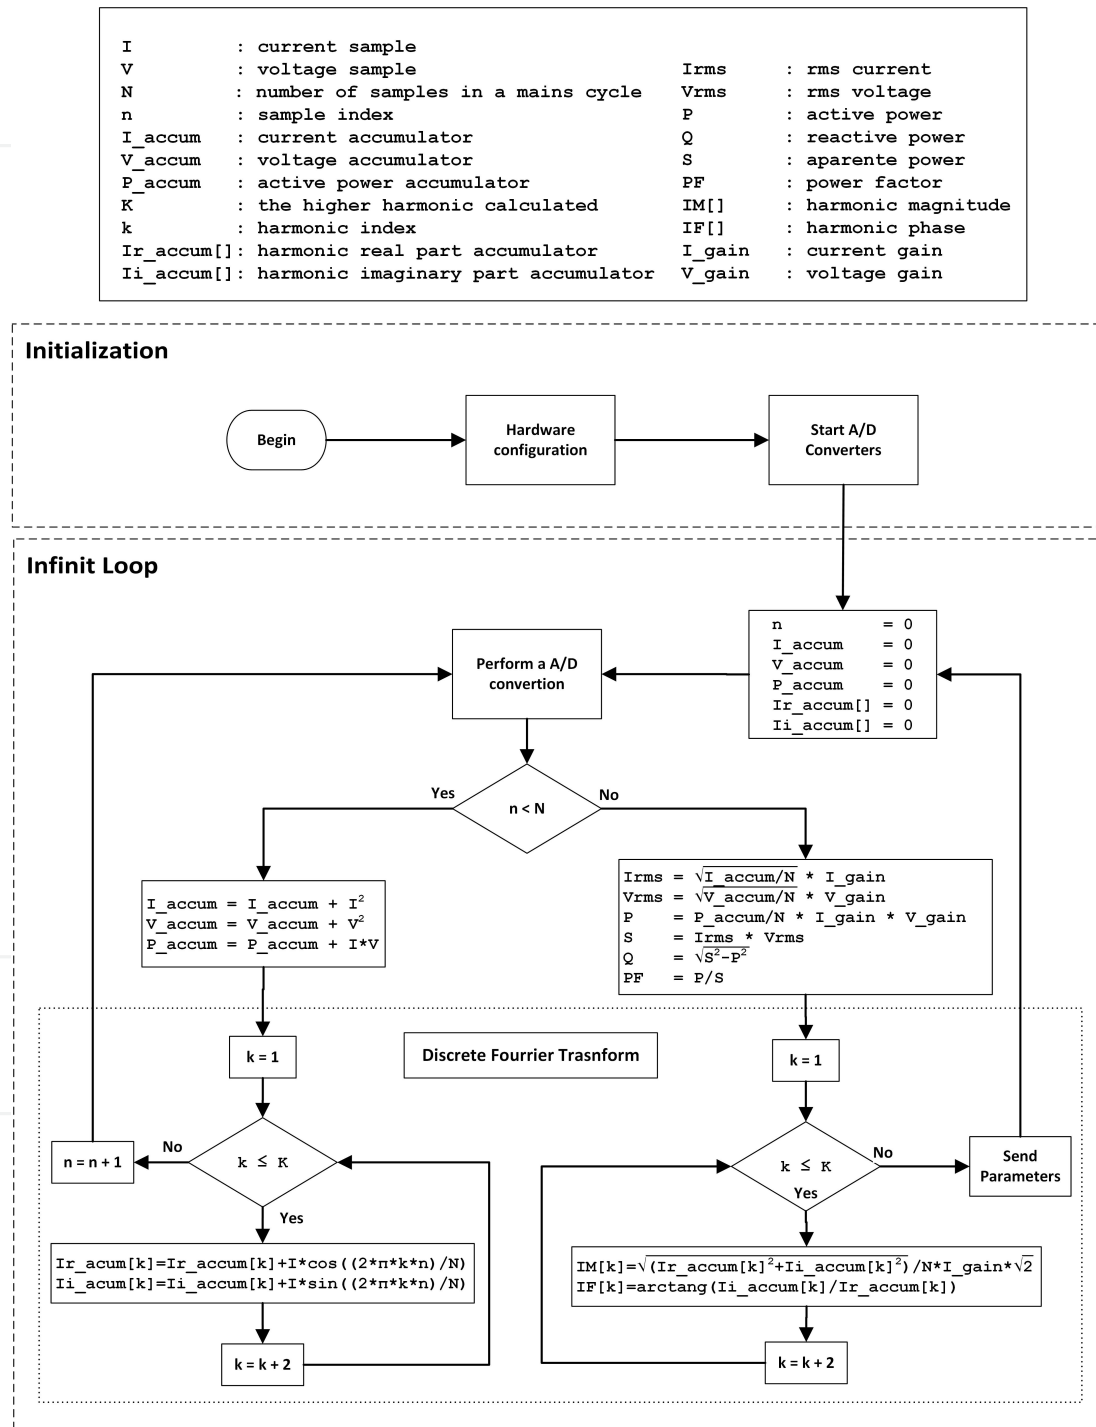 I : current sample
V : voltage sample
N : number of samples in a mains cycle
n : sample index
I_accum : current accumulator
V_accum : voltage accumulator
P_accum : active power accumulator
K : the higher harmonic calculated
k : harmonic index
Ir_accum[]: harmonic real part accumulator
Ii_accum[]: harmonic imaginary part accumulator
Irms : rms current
Vrms : rms voltage
P : active power
Q : reactive power
S : aparente power
PF : power factor
IM[] : harmonic magnitude
IF[] : harmonic phase
I_gain : current gain
V_gain : voltage gain
Initialization
Begin
Hardware
configuration
Start A/D
Converters
Infinit Loop
n = 0
I_accum = 0
V_accum = 0
P_accum = 0
Ir_accum[] = 0
Ii_accum[] = 0
Perform a A/D
convertion
n < N
Yes
No
I_accum = I_accum + I²
V_accum = V_accum + V²
P_accum = P_accum + I*V
Irms = √I_accum/N * I_gain
Vrms = √V_accum/N * V_gain
P = P_accum/N * I_gain * V_gain
S = Irms * Vrms
Q = √S²-P²
PF = P/S
Discrete Fourrier Trasnform
k = 1
k ≤ K
No
n = n + 1
Yes
Ir_acum[k]=Ir_accum[k]+I*cos((2*π*k*n)/N)
Ii_acum[k]=Ii_accum[k]+I*sin((2*π*k*n)/N)
k = k + 2
k = 1
k ≤ K
Yes
No
Send
Parameters
IM[k]=√(Ir_accum[k]²+Ii_accum[k]²)/N*I_gain*√2
IF[k]=arctang(Ii_accum[k]/Ir_accum[k])
k = k + 2